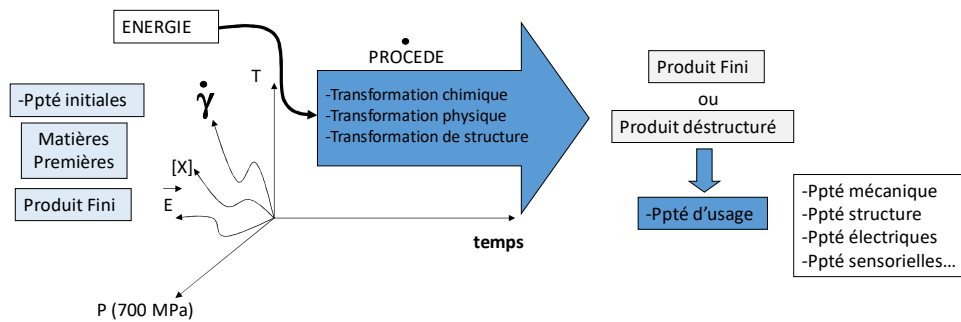 ENERGIE
PROCEDE
-Ppté initiales
Matières
Premières
Produit Fini
γ̇
T
[X]
E
P (700 MPa)
temps
-Transformation chimique
-Transformation physique
-Transformation de structure
Produit Fini
ou
Produit déstructuré
-Ppté d'usage
-Ppté mécanique
-Ppté structure
-Ppté électriques
-Ppté sensorielles…